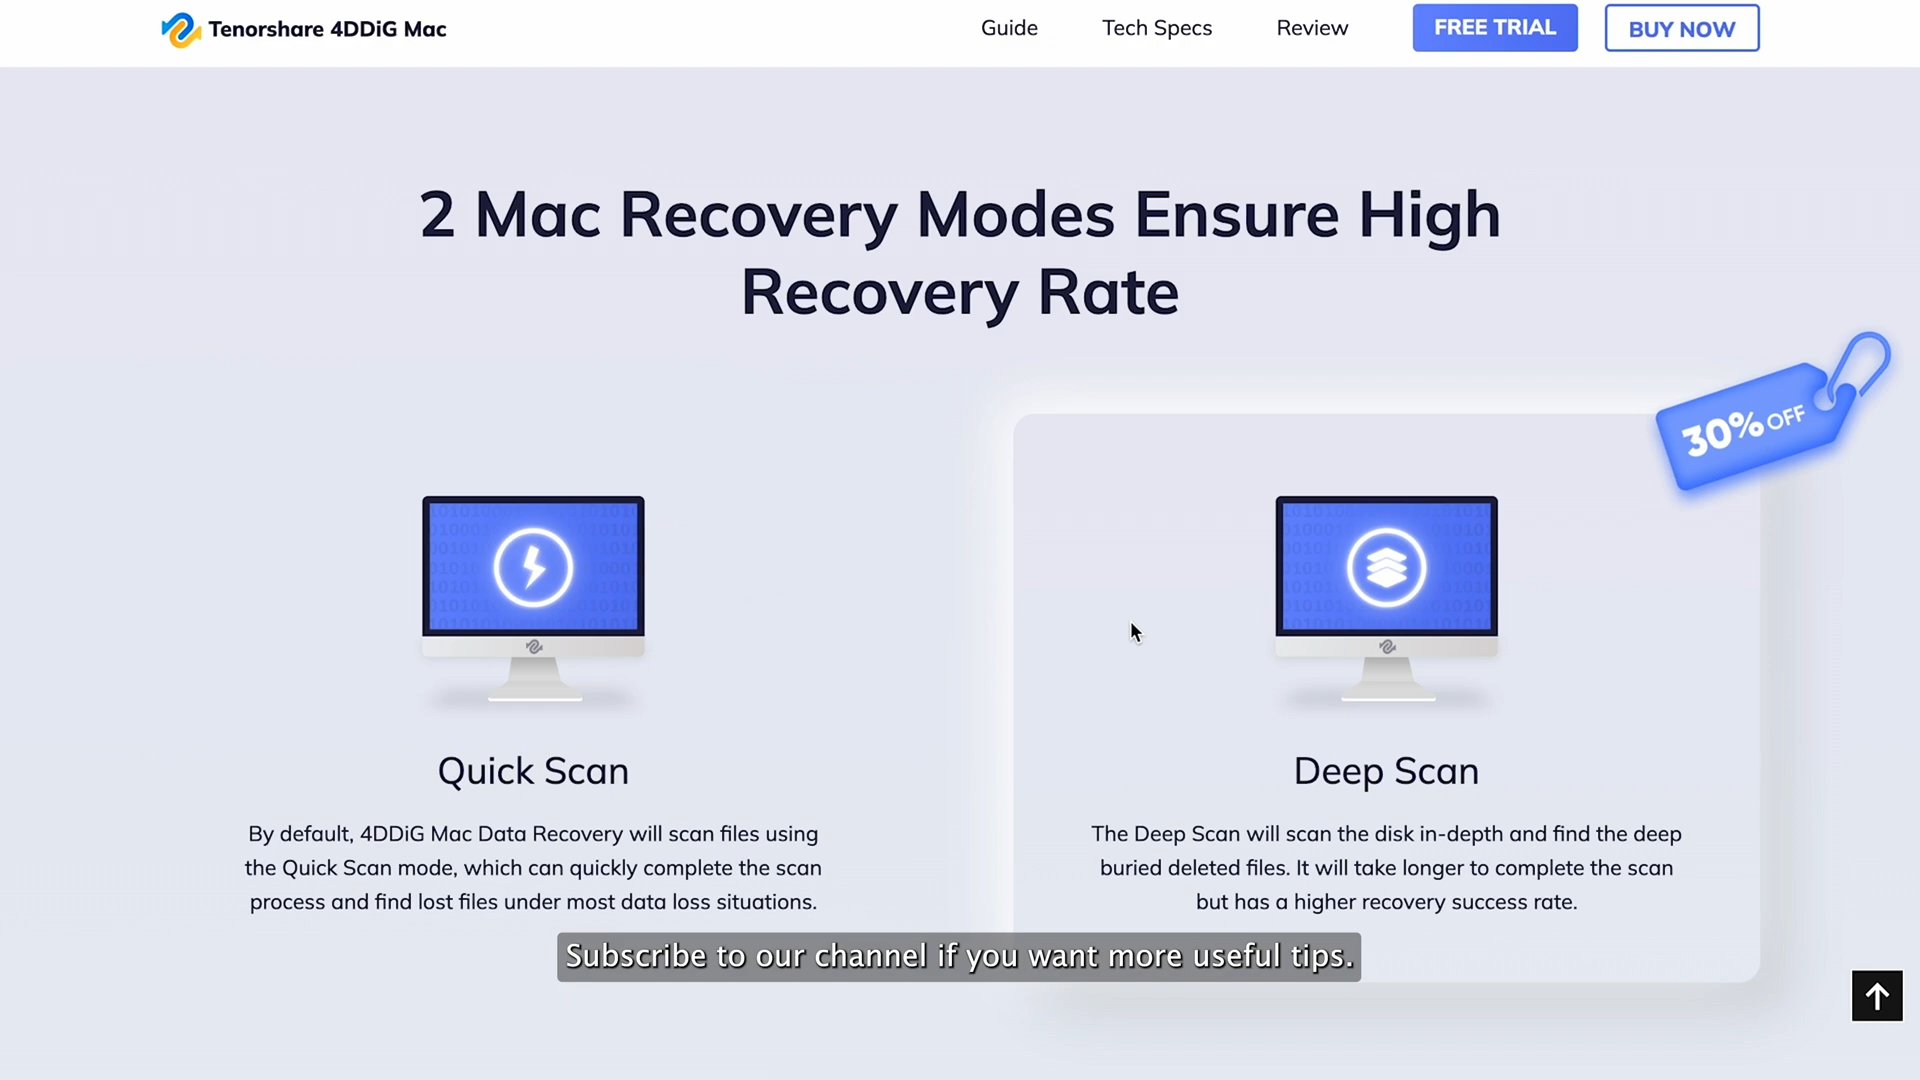 Tenorshare 4DDiG Mac
Guide
Tech Specs
Review
FREE TRIAL
BUY NOW
2 Mac Recovery Modes Ensure High
Recovery Rate
30% OFF
Quick Scan
By default, 4DDiG Mac Data Recovery will scan files using
the Quick Scan mode, which can quickly complete the scan
process and find lost files under most data loss situations.
Deep Scan
The Deep Scan will scan the disk in-depth and find the deep
buried deleted files. It will take longer to complete the scan
but has a higher recovery success rate.
Subscribe to our channel if you want more useful tips.